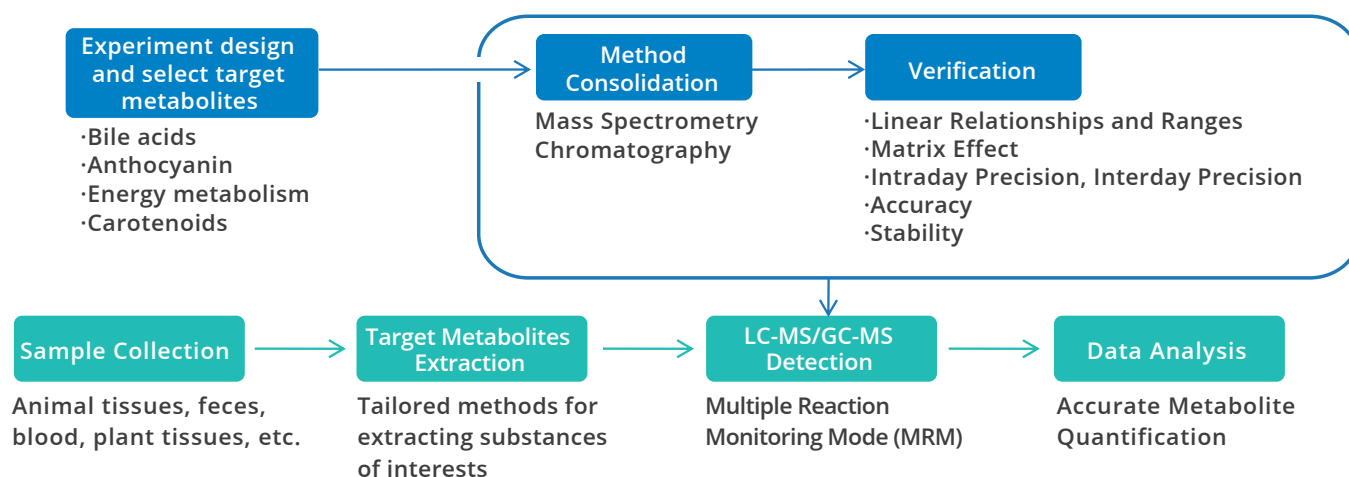 Experiment design
and select target
metabolites
·Bile acids
·Anthocyanin
·Energy metabolism
·Carotenoids
Method
Consolidation
Mass Spectrometry
Chromatography
Verification
·Linear Relationships and Ranges
·Matrix Effect
·Intraday Precision, Interday Precision
·Accuracy
·Stability
Sample Collection
Animal tissues, feces,
blood, plant tissues, etc.
Target Metabolites
Extraction
Tailored methods for
extracting substances
of interests
LC-MS/GC-MS
Detection
Multiple Reaction
Monitoring Mode (MRM)
Data Analysis
Accurate Metabolite
Quantification